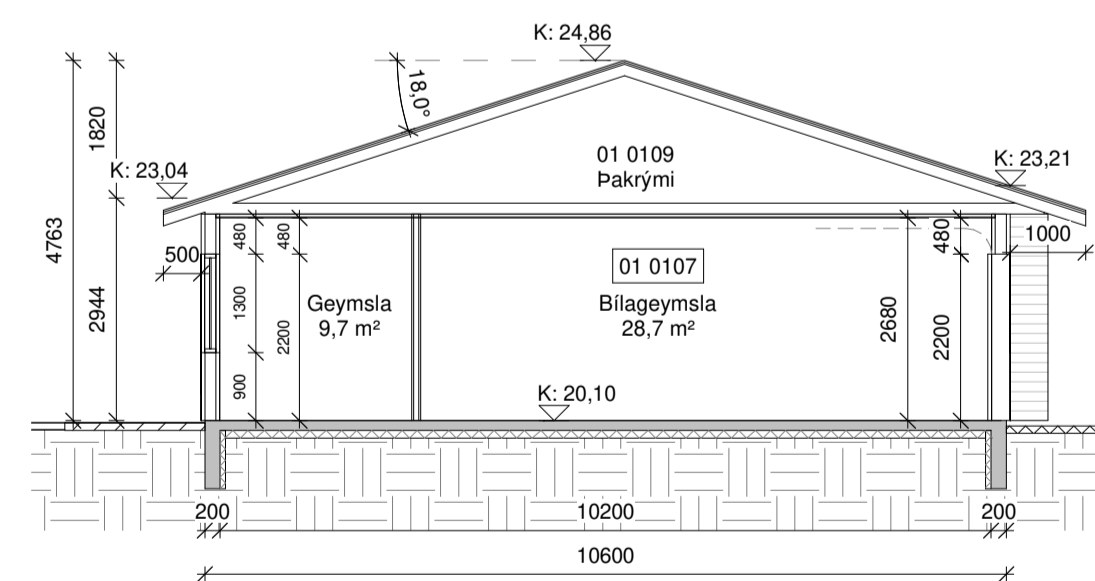 K: 24,86
18,0°
1820
01 0109
Þakrými
K: 23,04
K: 23,21
4763
2944
500
480
480
480
1000
01 0107
Geymsla
9,7 m²
Bílageymsla
28,7 m²
1300
2200
2680
2200
900
K: 20,10
200
10200
200
10600